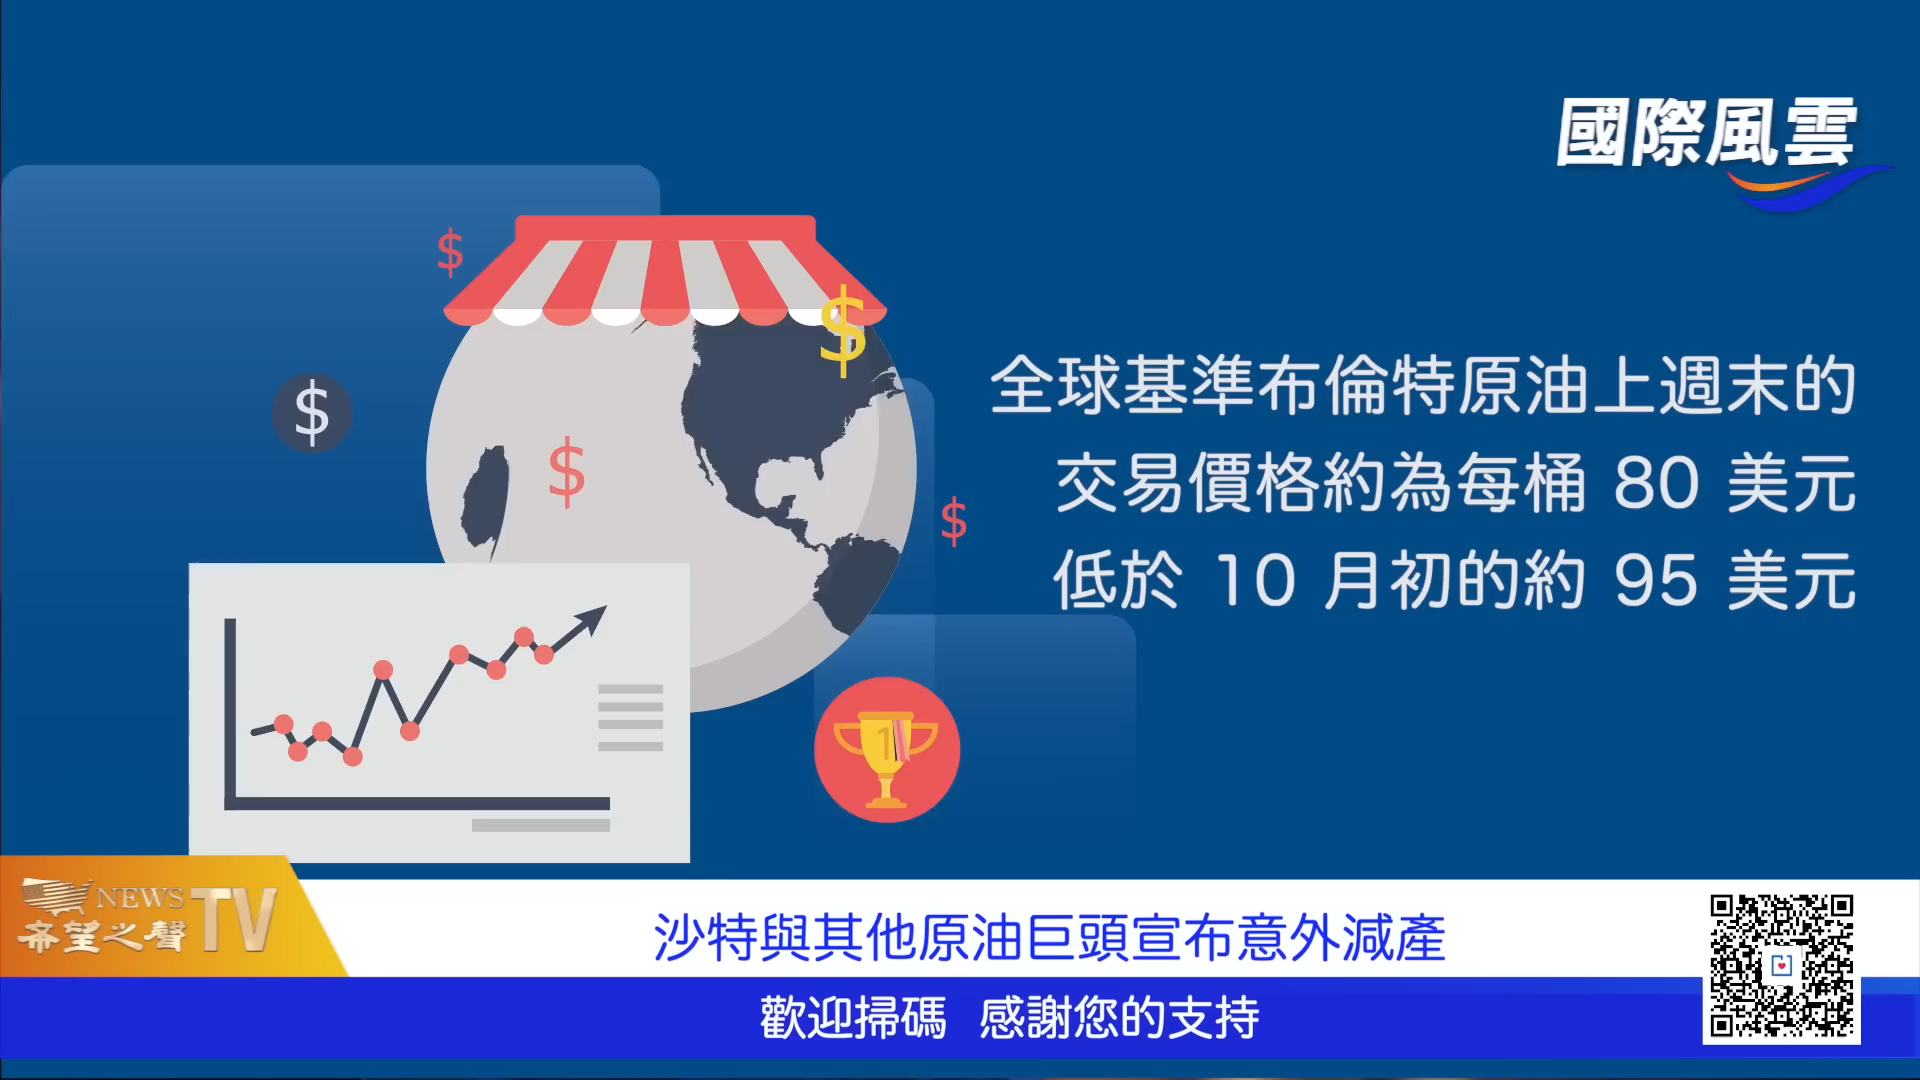 國際風雲
$
$
$
$
$
全球基準布倫特原油上週末的
交易價格約為每桶 80 美元
低於 10 月初的約 95 美元
1
NEWS
希望之聲 TV
沙特與其他原油巨頭宣布意外減產
歡迎掃碼 感謝您的支持